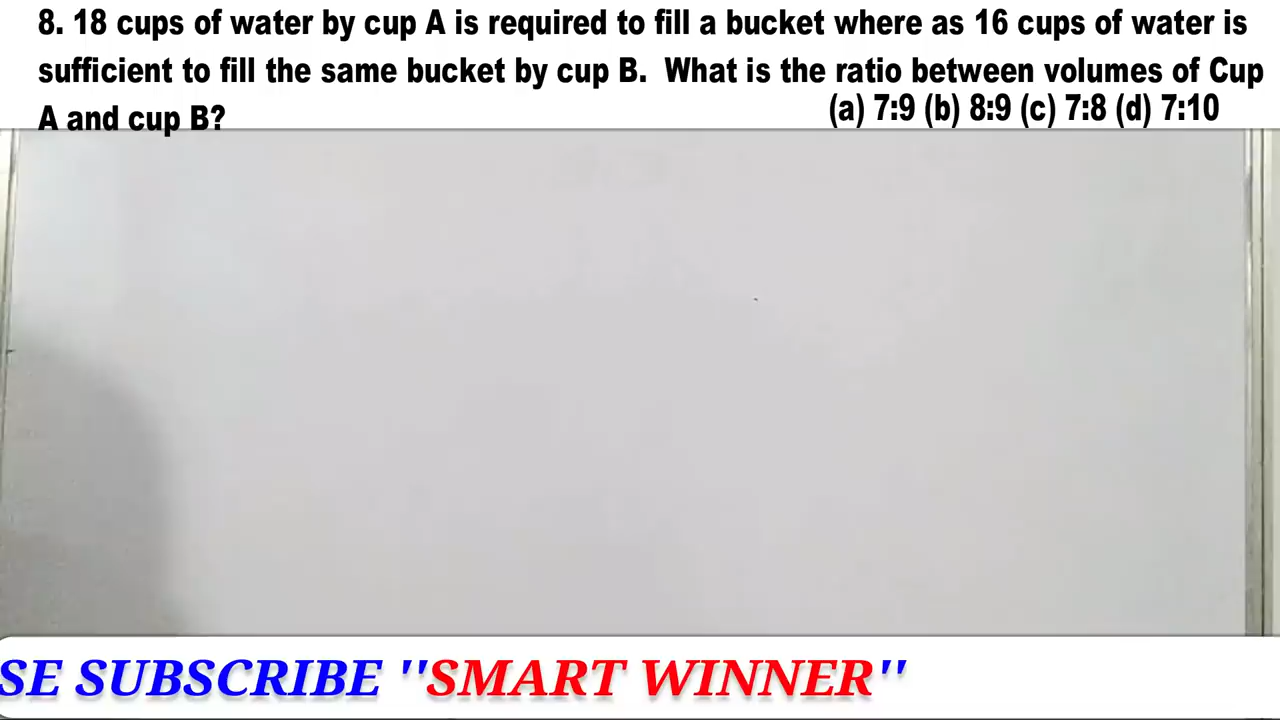 8. 18 cups of water by cup A is required to fill a bucket where as 16 cups of water is
sufficient to fill the same bucket by cup B. What is the ratio between volumes of Cup
A and cup B?
(a) 7:9 (b) 8:9 (c) 7:8 (d) 7:10
SE SUBSCRIBE "SMART WINNER"